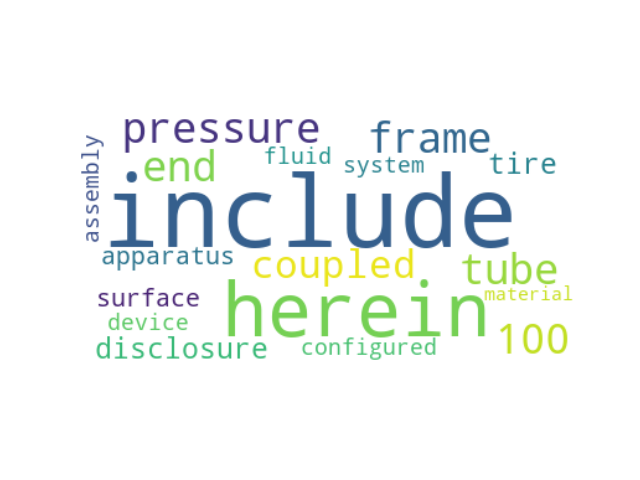 pressure
frame
assembly
end
fluid
system
tire
include
apparatus
coupled
tube
surface
herein
material
device
disclosure
configured
100